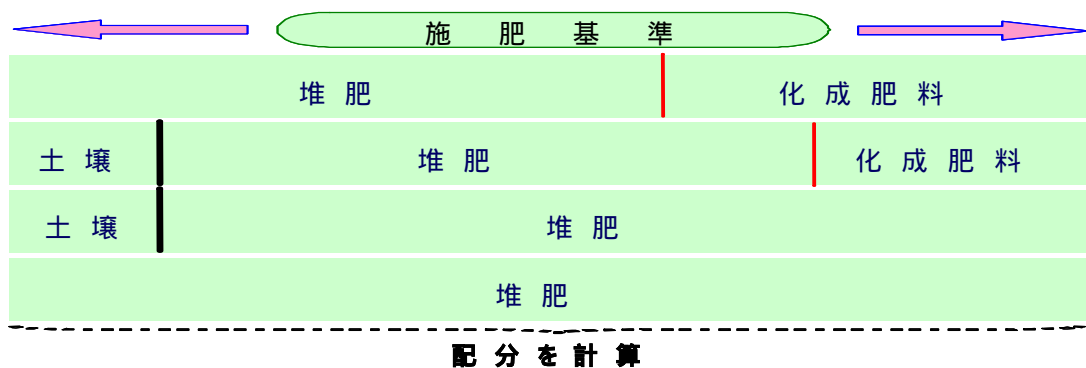 施肥基準
堆肥 化成肥料
土壌 堆肥 化成肥料
土壌 堆肥
堆肥
配分を計算